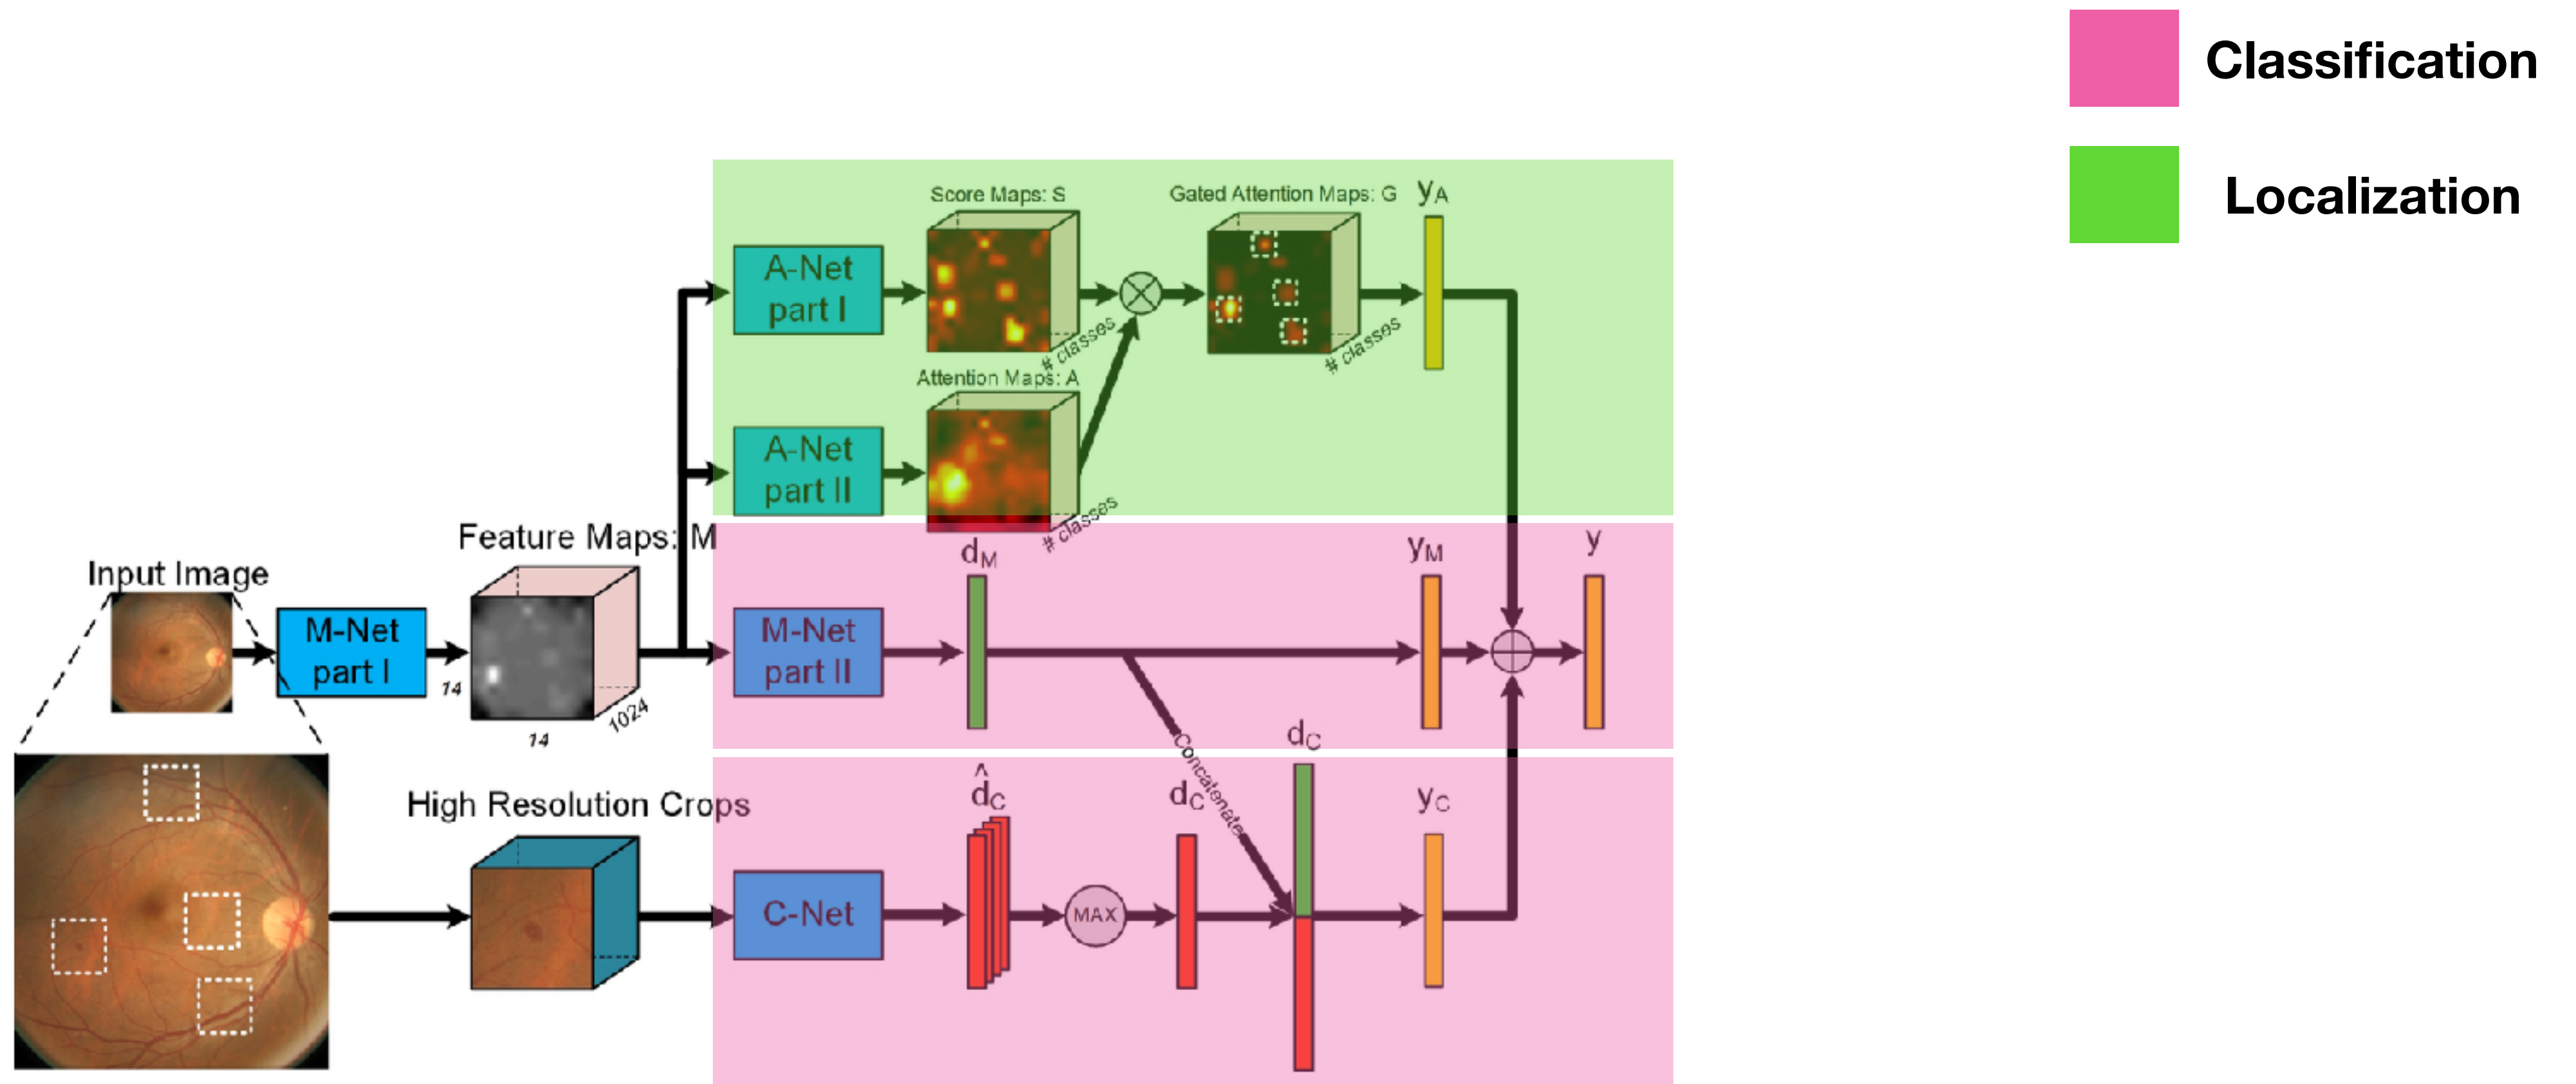 Classification
Localization
Score Maps: S
Gated Attention Maps: G
yA
A-Net
part I
# classes
# classes
Attention Maps: A
A-Net
part II
# classes
Feature Maps: M
Input Image
M-Net
part I
14
14
1024
dM
yM
y
M-Net
part II
Concatenate
High Resolution Crops
^
dC
dC
dC
yC
C-Net
MAX